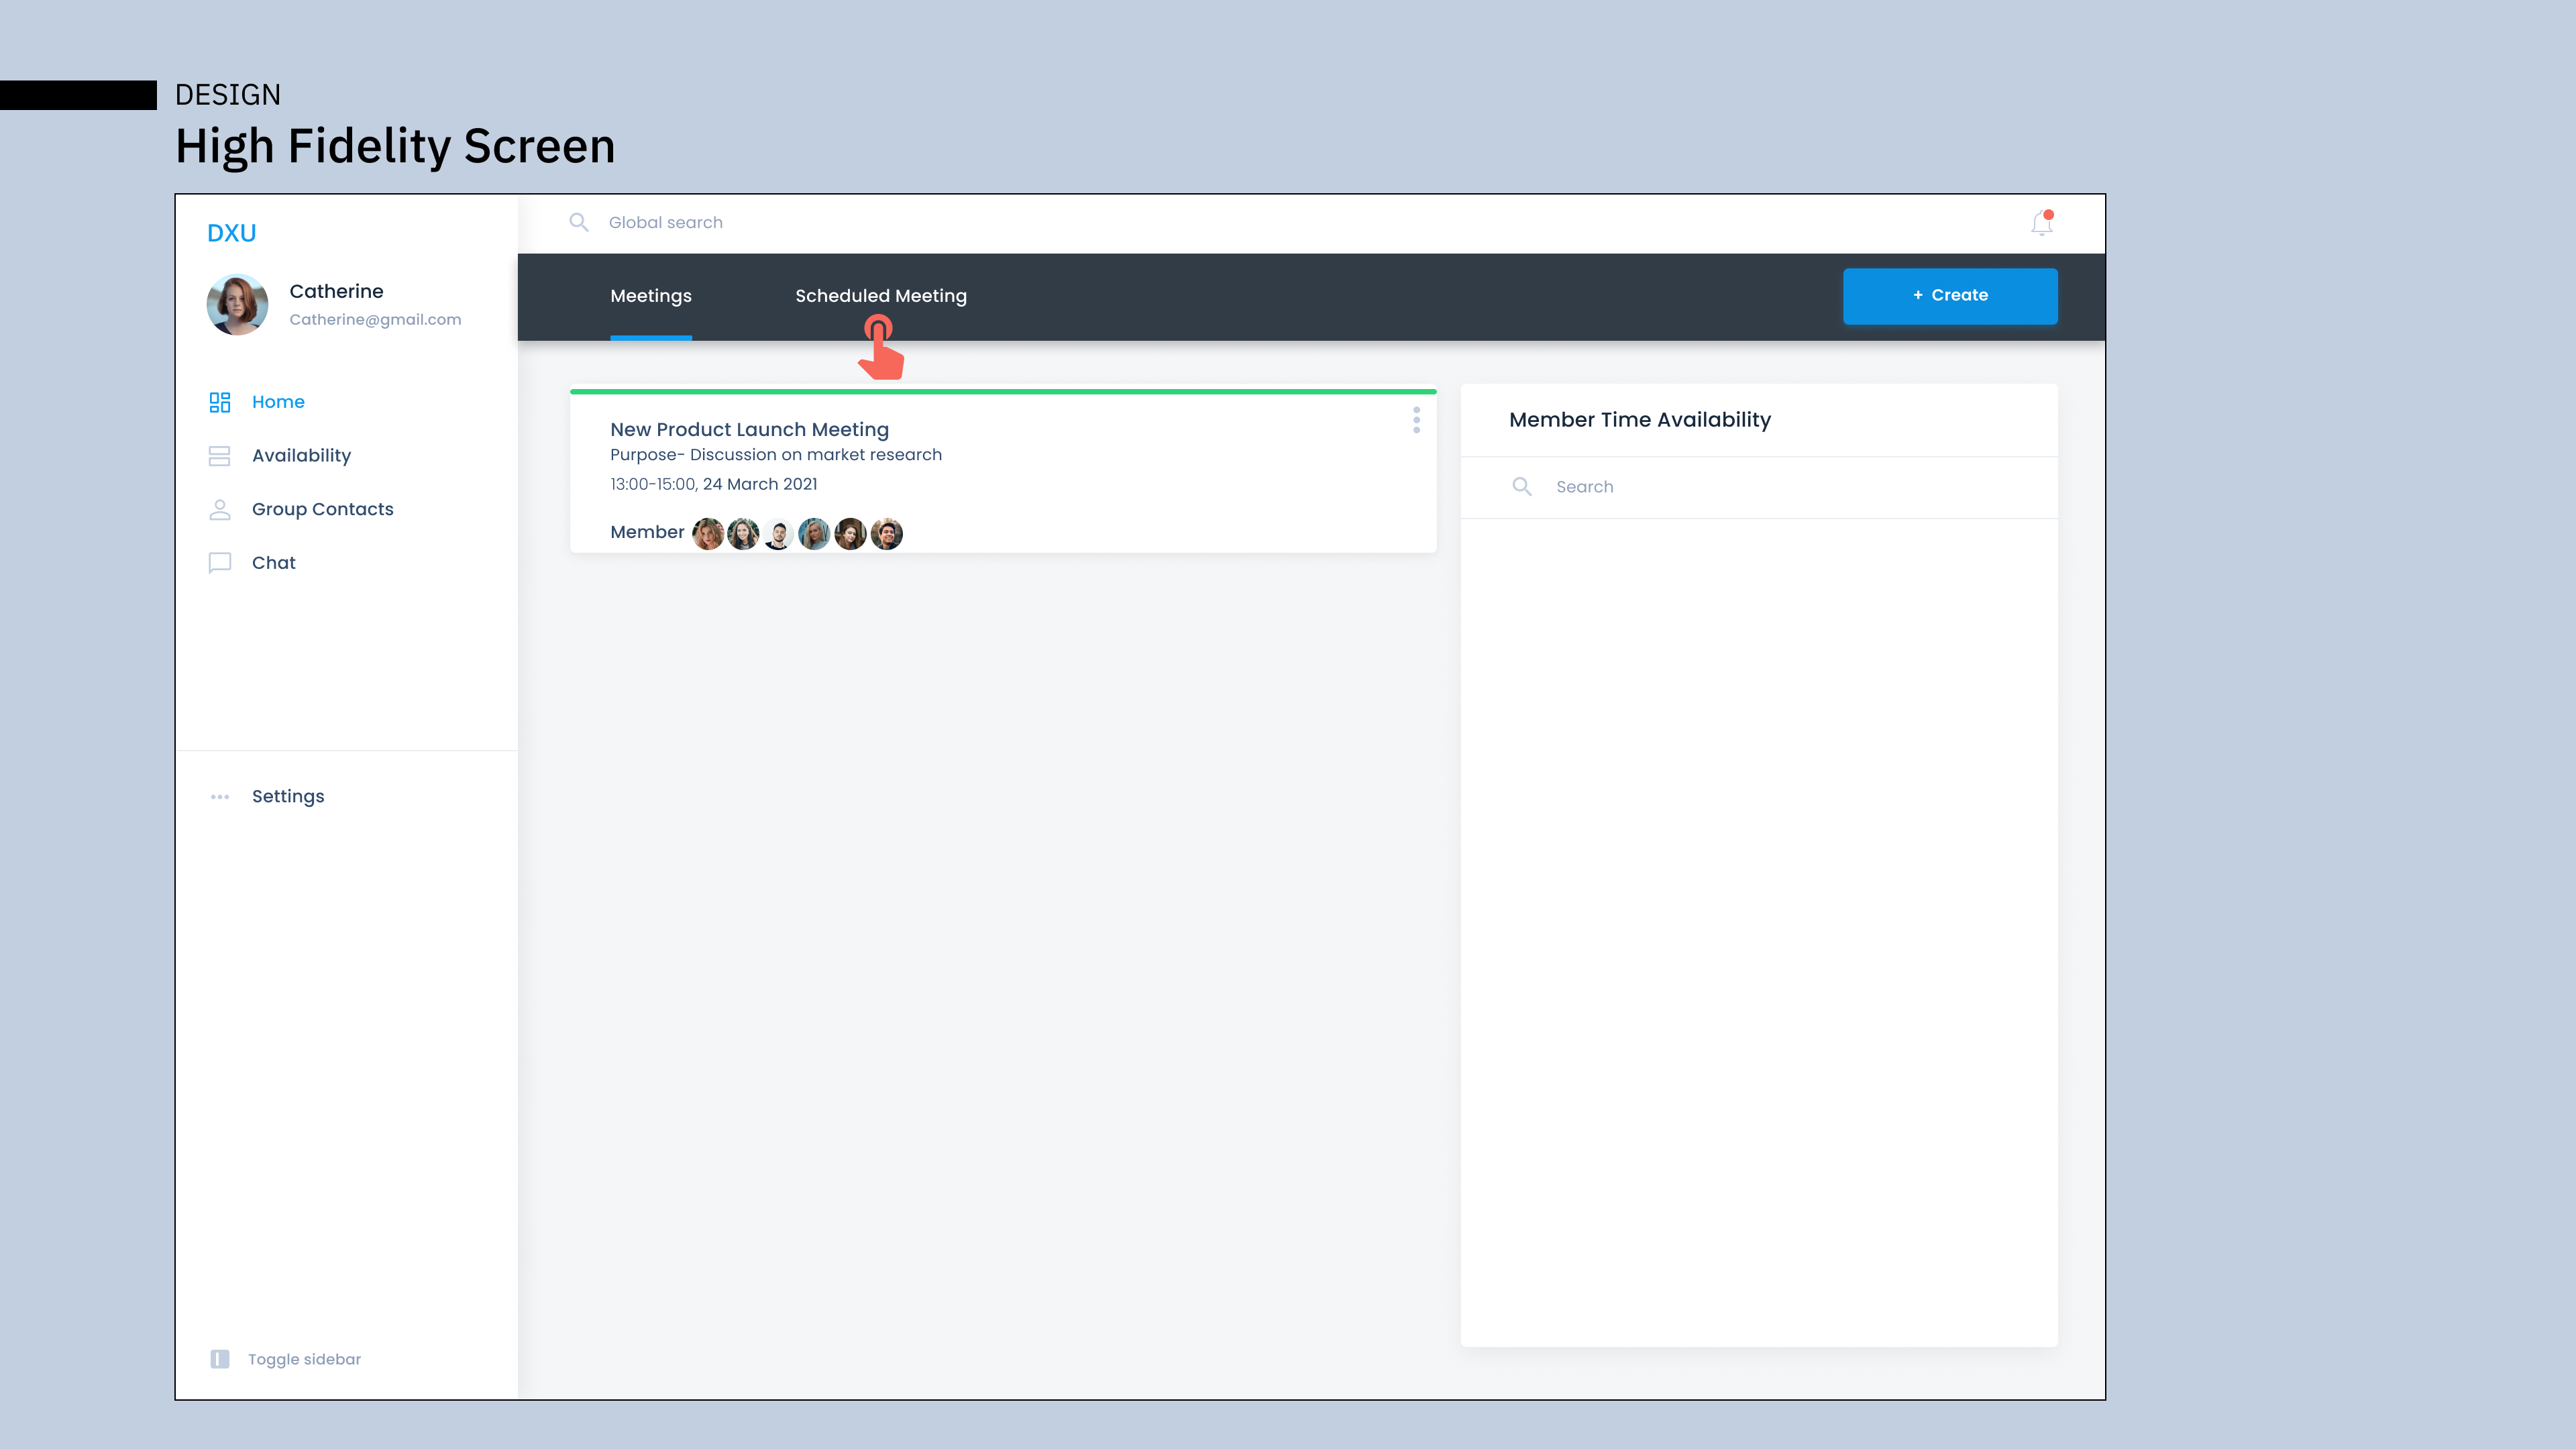 DESIGN
High Fidelity Screen
DXU
Catherine
Catherine@gmail.com
Home
Availability
Group Contacts
Chat
Settings
Toggle sidebar
Global search
Meetings
Scheduled Meeting
+ Create
New Product Launch Meeting
Purpose- Discussion on market research
13:00-15:00, 24 March 2021
Member
Member Time Availability
Search